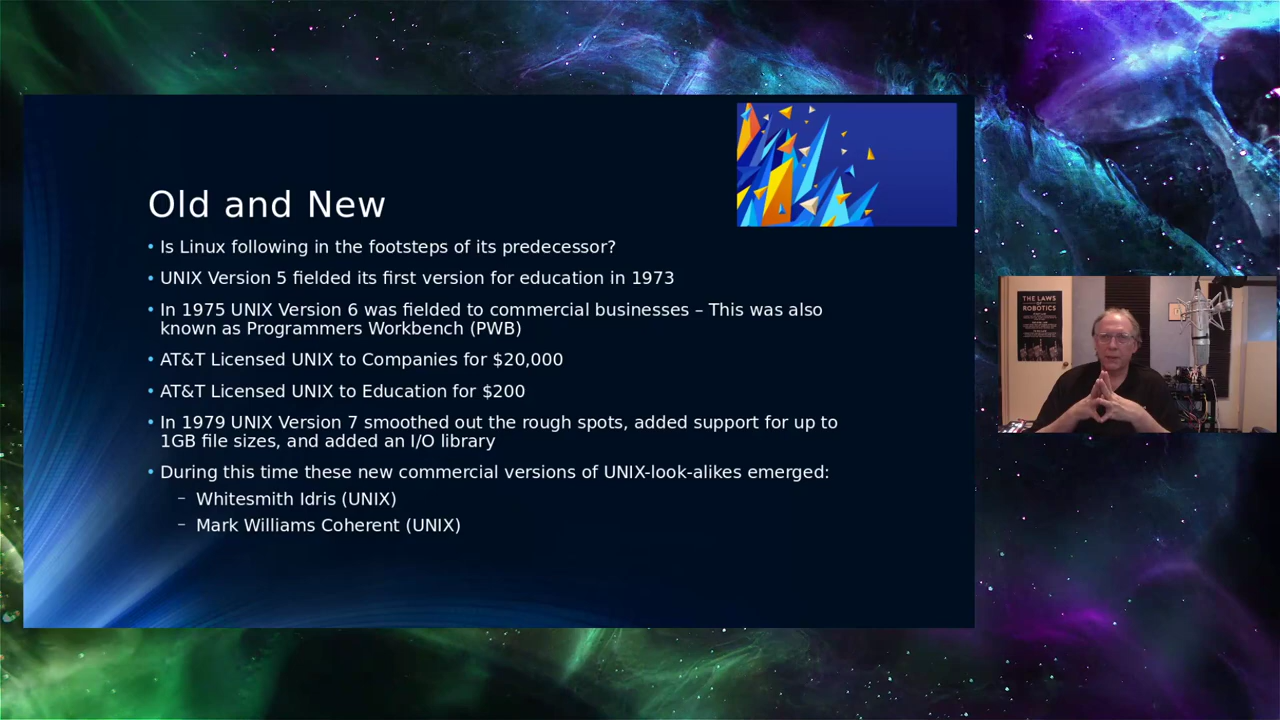 Old and New
• Is Linux following in the footsteps of its predecessor?
• UNIX Version 5 fielded its first version for education in 1973
• In 1975 UNIX Version 6 was fielded to commercial businesses – This was also
known as Programmers Workbench (PWB)
• AT&T Licensed UNIX to Companies for $20,000
• AT&T Licensed UNIX to Education for $200
• In 1979 UNIX Version 7 smoothed out the rough spots, added support for up to
1GB file sizes, and added an I/O library
• During this time these new commercial versions of UNIX-look-alikes emerged:
– Whitesmith Idris (UNIX)
– Mark Williams Coherent (UNIX)
THE LAWS
OF
ROBOTICS